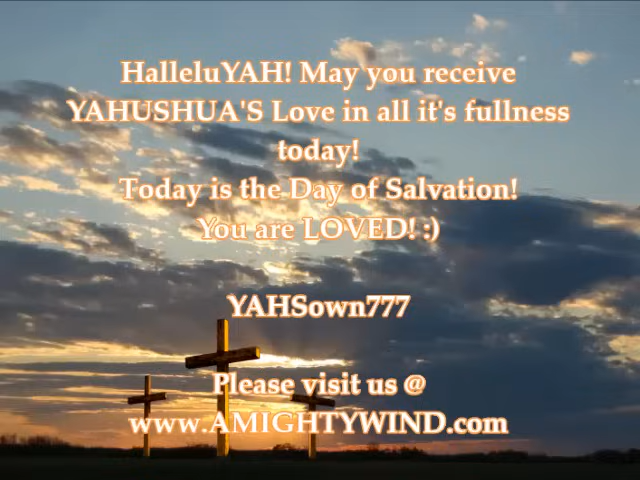 HalleluYAH! May you receive
YAHUSHUA'S Love in all it's fullness
today!
Today is the Day of Salvation!
You are LOVED! :)
YAHSown777
Please visit us @
www.AMIGHTYWIND.com